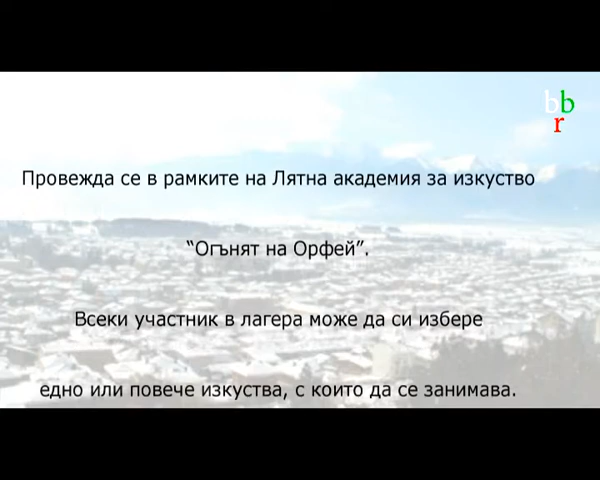 bb
r
Провежда се в рамките на Лятна академия за изкуство
“Огънят на Орфей”.
Всеки участник в лагера може да си избере
едно или повече изкуства, с които да се занимава.